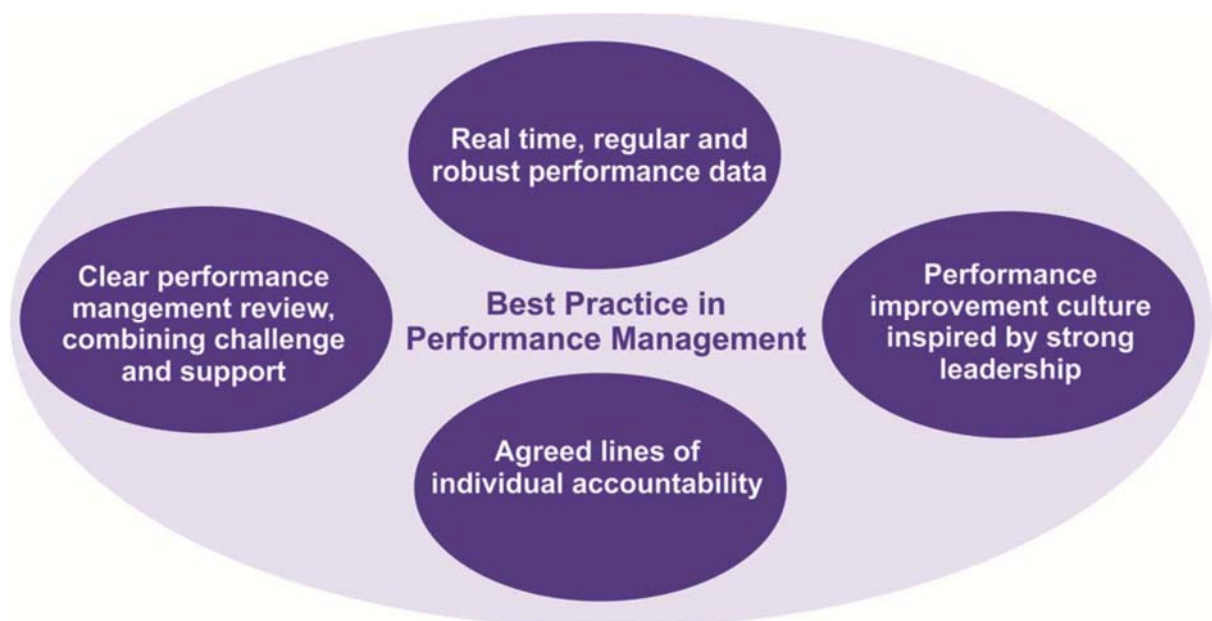 Real time, regular and
robust performance data
Clear performance
mangement review,
combining challenge
and support
Best Practice in
Performance Management
Performance
improvement culture
inspired by strong
leadership
Agreed lines of
individual accountability